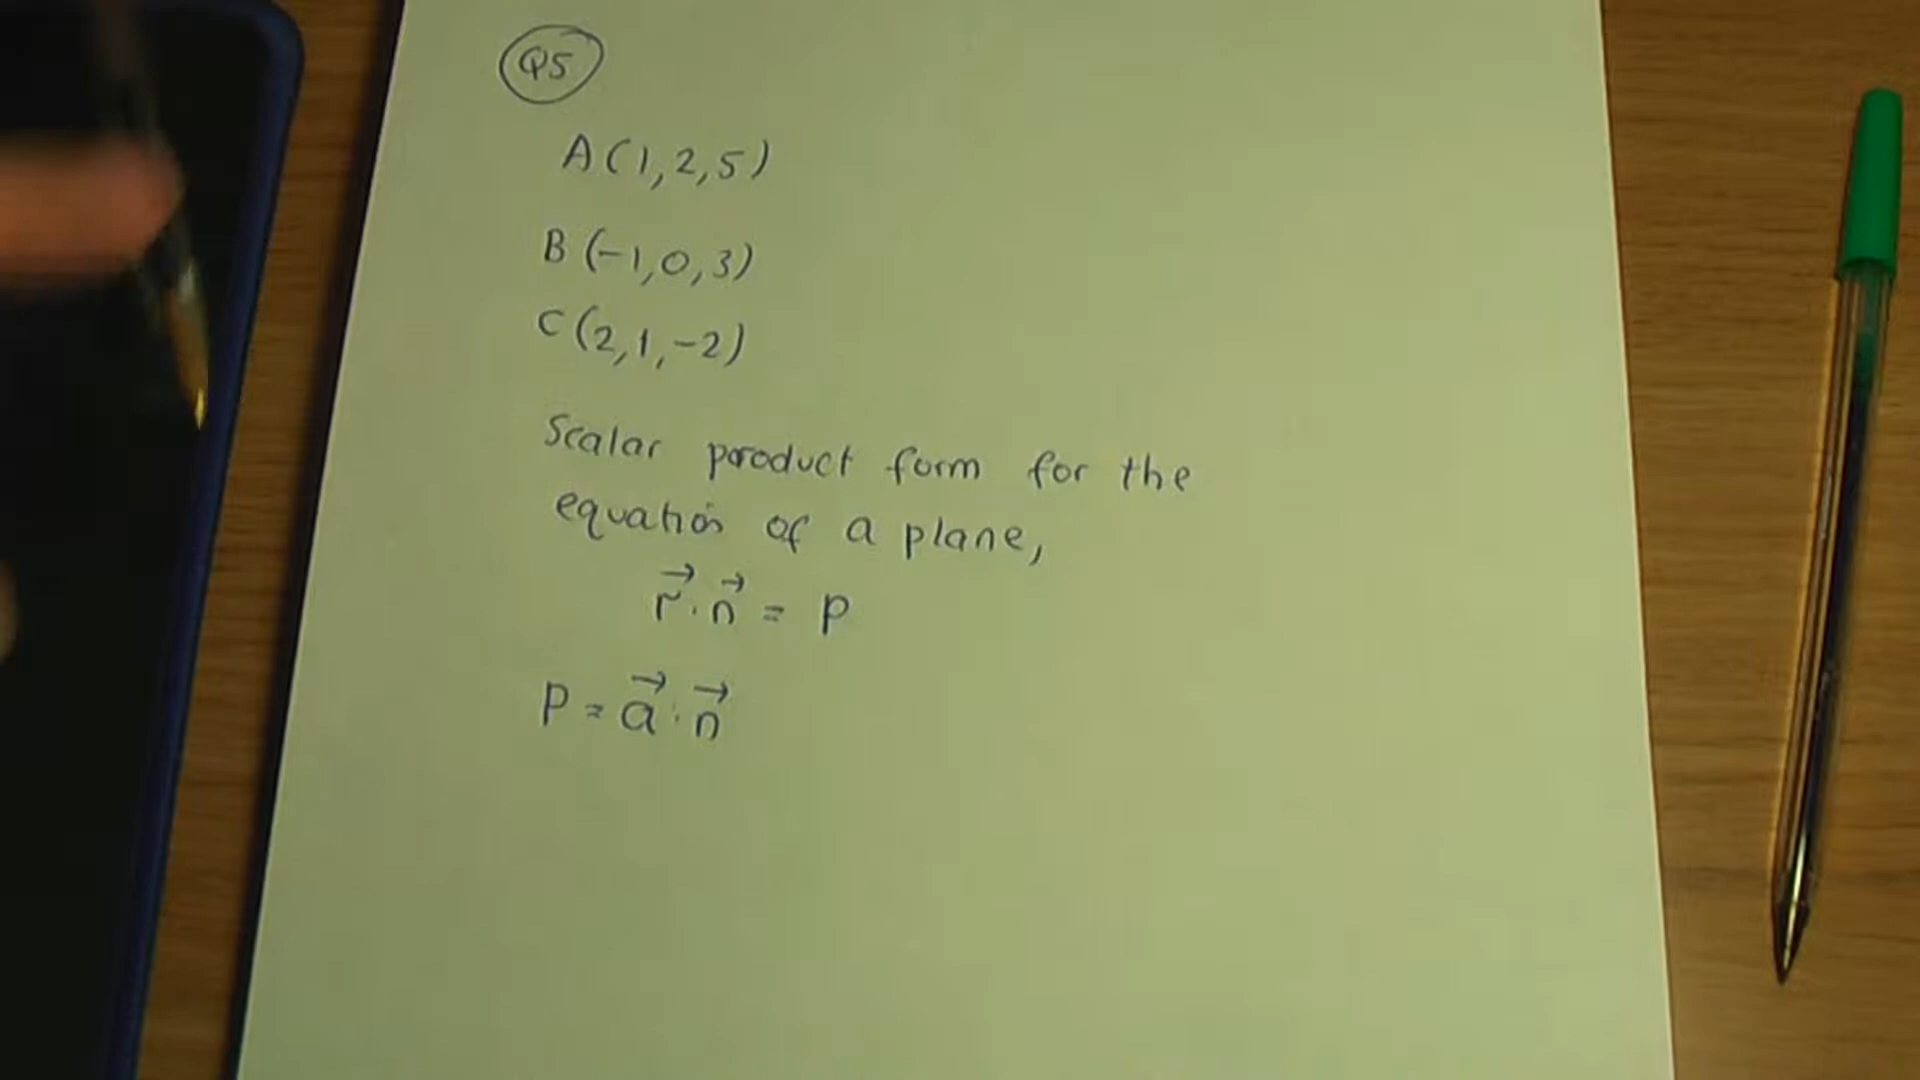 Q5
A(1,2,5)
B(-1,0,3)
C(2,1,-2)
Scalar product form for the
equation of a plane,
r⃗.n⃗ = p
p = a⃗.n⃗